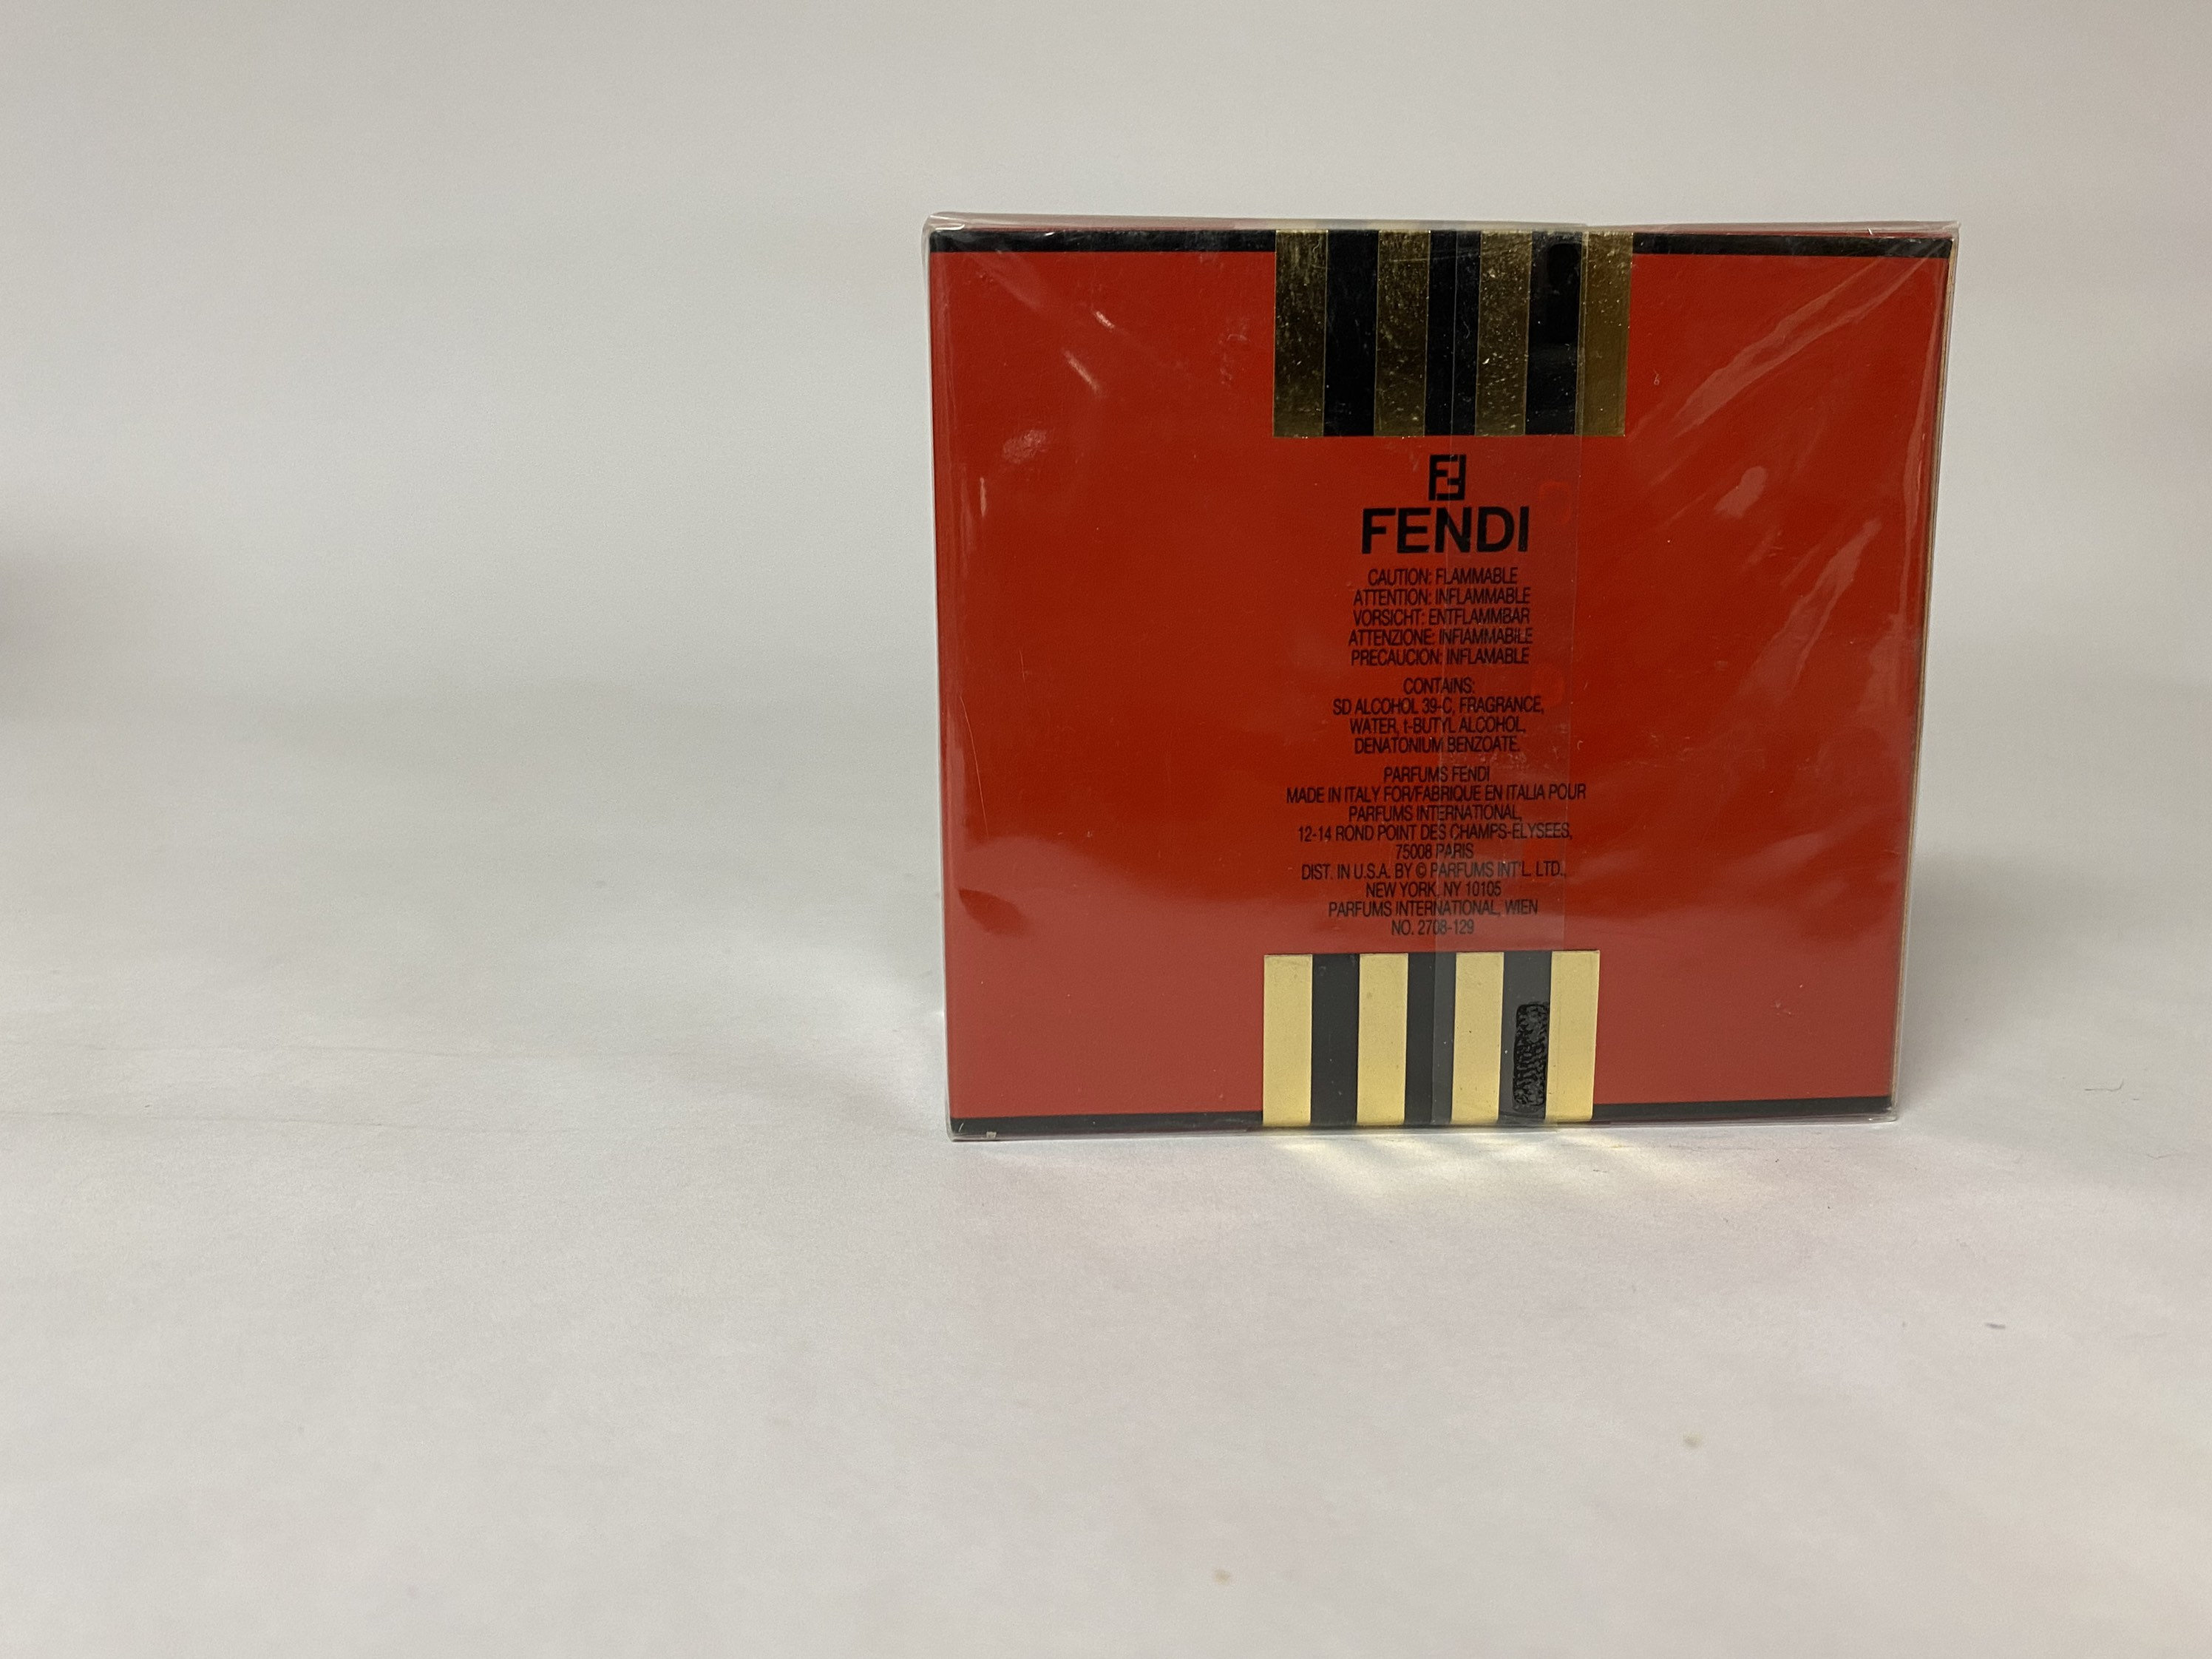 FENDI
CAUTION: FLAMMABLE
ATTENTION: INFLAMMABLE
VORSICHT: ENTFLAMMBAR
ATTENZIONE: INFIAMMABILE
PRECAUCION: INFLAMABLE
CONTAINS:
SD ALCOHOL 39-C, FRAGRANCE,
WATER, t-BUTYL ALCOHOL,
DENATONIUM BENZOATE.
PARFUMS FENDI
MADE IN ITALY FOR/FABRIQUE EN ITALIA POUR
PARFUMS INTERNATIONAL,
12-14 ROND POINT DES CHAMPS-ELYSEES,
75008 PARIS
DIST. IN U.S.A. BY © PARFUMS INT'L. LTD.,
NEW YORK, NY 10105
PARFUMS INTERNATIONAL, WIEN
NO. 2708-129